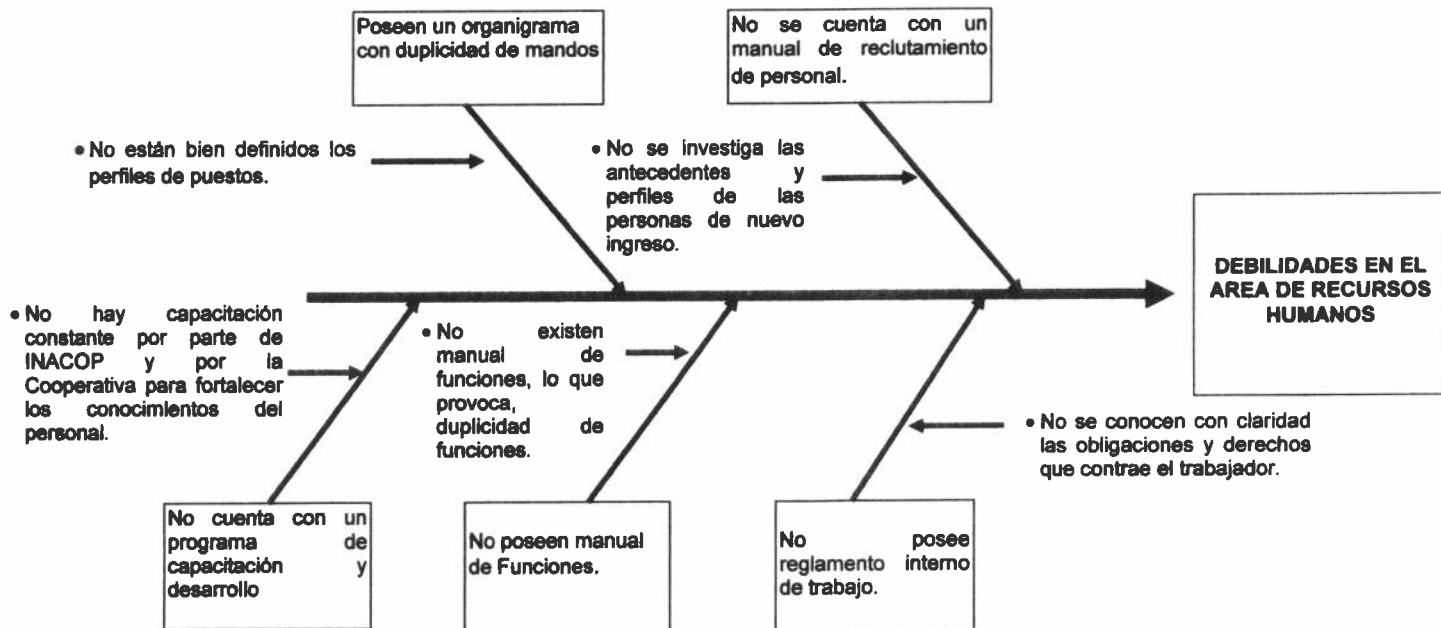 Poseen un organigrama
con duplicidad de mandos
No se cuenta con un
manual de reclutamiento
de personal.
• No están bien definidos los
perfiles de puestos.
• No se investiga las
antecedentes y
perfiles de las
personas de nuevo
ingreso.
DEBILIDADES EN EL
AREA DE RECURSOS
HUMANOS
• No hay capacitación
constante por parte de
INACOP y por la
Cooperativa para fortalecer
los conocimientos del
personal.
• No existen
manual de
funciones, lo que
provoca,
duplicidad de
funciones.
• No se conocen con claridad
las obligaciones y derechos
que contrae el trabajador.
No cuenta con un
programa de
capacitación y
desarrollo
No poseen manual
de Funciones.
No posee
reglamento interno
de trabajo.